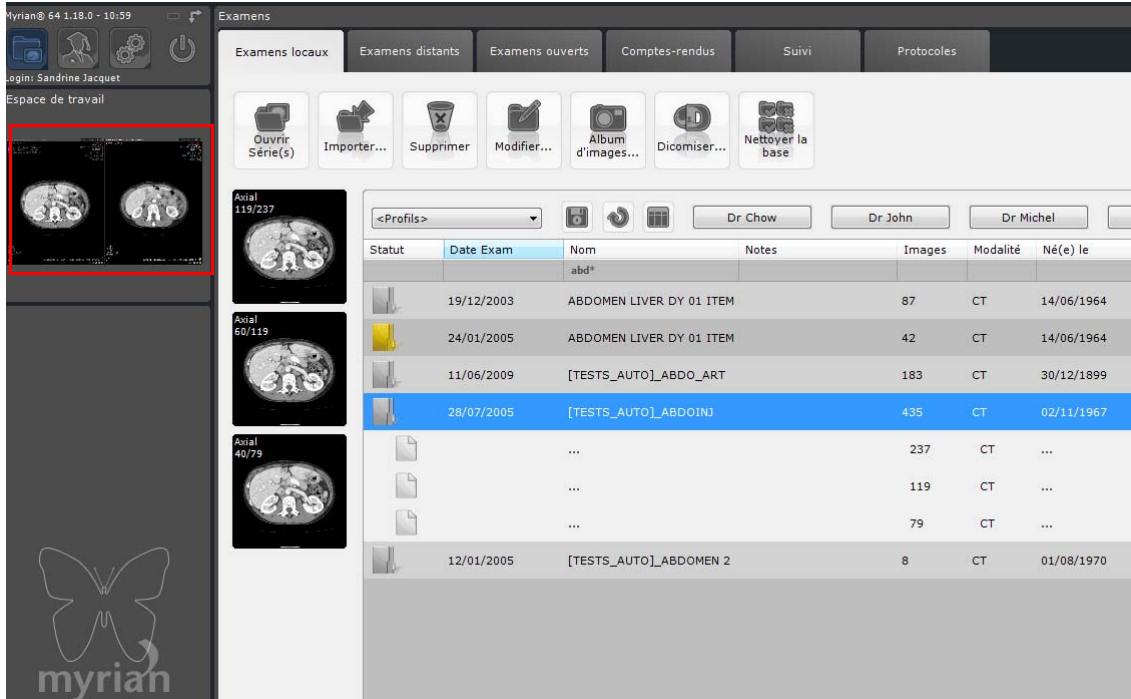 Myrian® 64 1.18.0 - 10:59
Login: Sandrine Jacquet
Espace de travail
myrian
Examens
Examens locaux
Examens distants
Examens ouverts
Comptes-rendus
Suivi
Protocoles
Ouvrir
Série(s)
Importer...
Supprimer
Modifier...
Album
d'images...
Dicomiser...
Nettoyer la
base
Axial
119/237
Axial
60/119
Axial
40/79
<Profils>
Dr Chow
Dr John
Dr Michel
Statut Date Exam Nom Notes Images Modalité Né(e) le
abd*
19/12/2003 ABDOMEN LIVER DY 01 ITEM 87 CT 14/06/1964
24/01/2005 ABDOMEN LIVER DY 01 ITEM 42 CT 14/06/1964
11/06/2009 [TESTS_AUTO]_ABDO_ART 183 CT 30/12/1899
28/07/2005 [TESTS_AUTO]_ABDOINJ 435 CT 02/11/1967
... 237 CT ...
... 119 CT ...
... 79 CT ...
12/01/2005 [TESTS_AUTO]_ABDOMEN 2 8 CT 01/08/1970